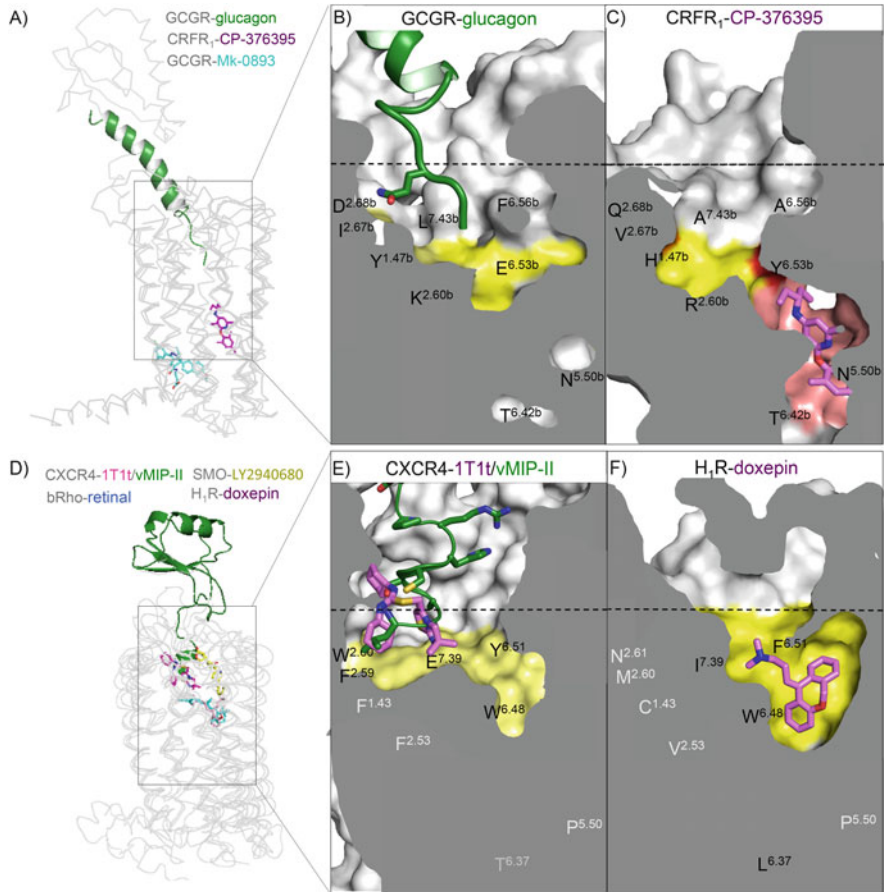 A)
GCGR-glucagon
CRFR₁-CP-376395
GCGR-Mk-0893
B)
GCGR-glucagon
D2.68b
I2.67b
L7.43b
F6.56b
Y1.47b
E6.53b
K2.60b
N5.50b
T6.42b
C)
CRFR₁-CP-376395
Q2.68b
V2.67b
A7.43b
A6.56b
H1.47b
Y6.53b
R2.60b
N5.50b
T6.42b
D)
CXCR4-1T1t/vMIP-II
SMO-LY2940680
bRho-retinal
H₁R-doxepin
E)
CXCR4-1T1t/vMIP-II
W2.60
F2.59
E7.39
Y6.51
F1.43
W6.48
F2.53
P5.50
T6.37
F)
H₁R-doxepin
N2.61
M2.60
I7.39
F6.51
C1.43
W6.48
V2.53
P5.50
L6.37